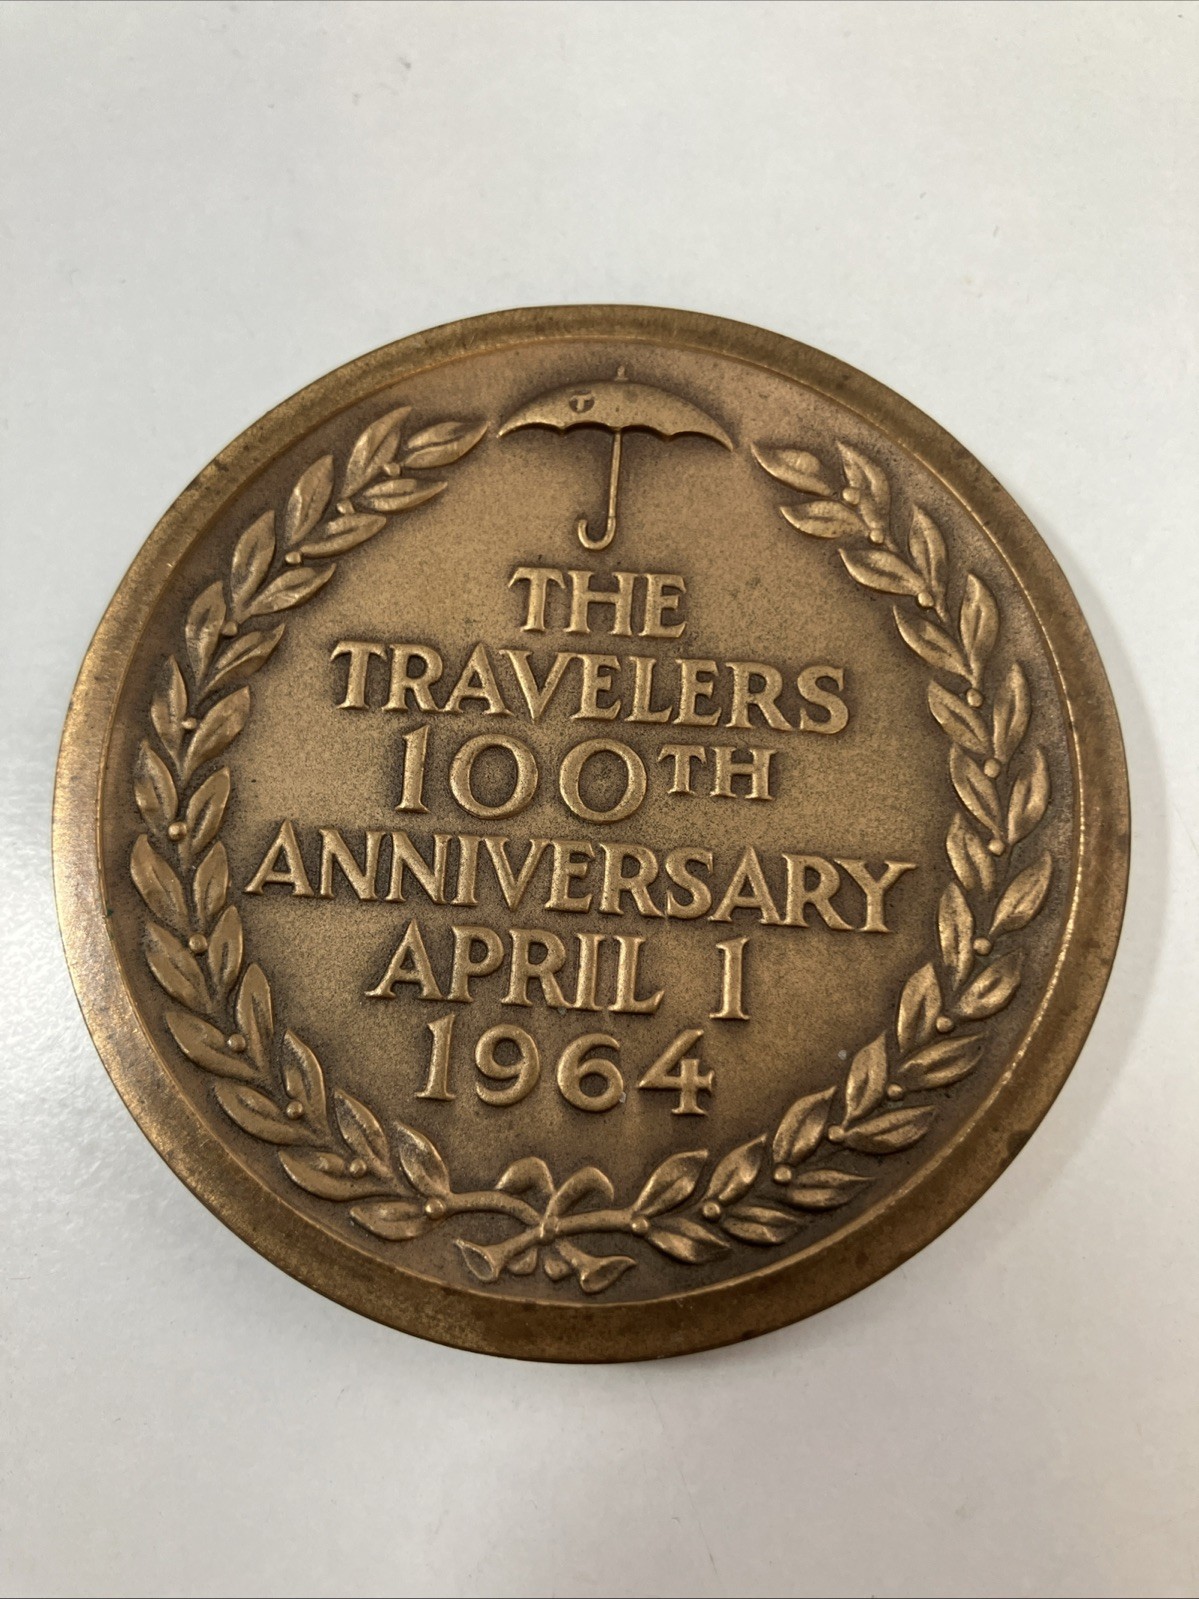 T
THE
TRAVELERS
100TH
ANNIVERSARY
APRIL 1
1964